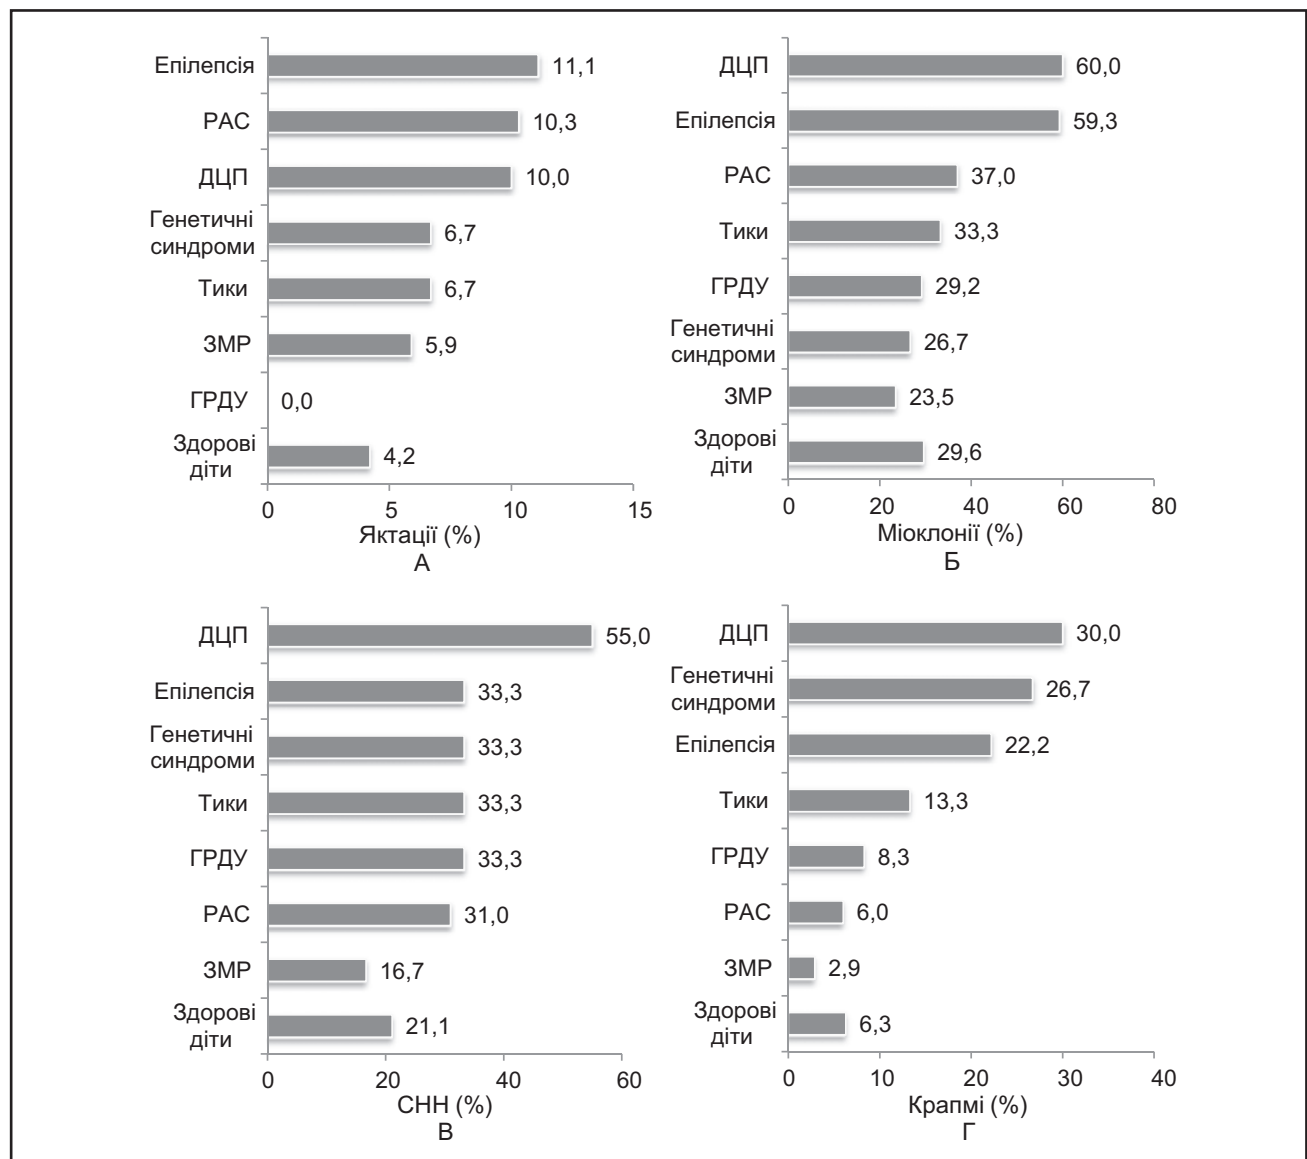 Епілепсія 11,1
РАС 10,3
ДЦП 10,0
Генетичні
синдроми 6,7
Тики 6,7
ЗМР 5,9
ГРДУ 0,0
Здорові
діти 4,2
0 5 10 15
Яктації (%)
А
ДЦП 60,0
Епілепсія 59,3
РАС 37,0
Тики 33,3
ГРДУ 29,2
Генетичні
синдроми 26,7
ЗМР 23,5
Здорові
діти 29,6
0 20 40 60 80
Міоклонії (%)
Б
ДЦП 55,0
Епілепсія 33,3
Генетичні
синдроми 33,3
Тики 33,3
ГРДУ 33,3
РАС 31,0
ЗМР 16,7
Здорові
діти 21,1
0 20 40 60
СНН (%)
В
ДЦП 30,0
Генетичні
синдроми 26,7
Епілепсія 22,2
Тики 13,3
ГРДУ 8,3
РАС 6,0
ЗМР 2,9
Здорові
діти 6,3
0 10 20 30 40
Крапмі (%)
Г